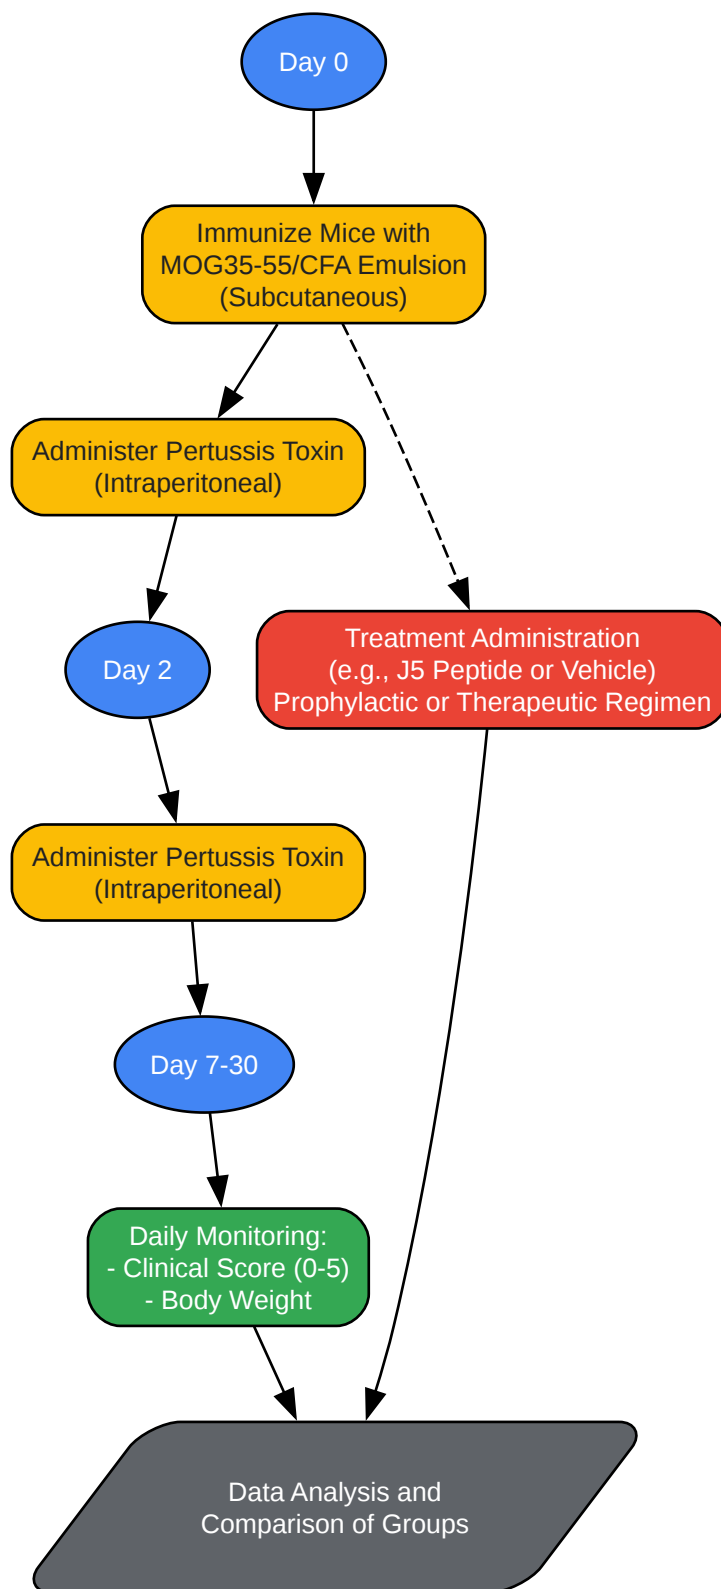 Day 0
Immunize Mice with
MOG35-55/CFA Emulsion
(Subcutaneous)
Administer Pertussis Toxin
(Intraperitoneal)
Treatment Administration
(e.g., J5 Peptide or Vehicle)
Prophylactic or Therapeutic Regimen
Day 2
Administer Pertussis Toxin
(Intraperitoneal)
Day 7-30
Daily Monitoring:
- Clinical Score (0-5)
- Body Weight
Data Analysis and
Comparison of Groups